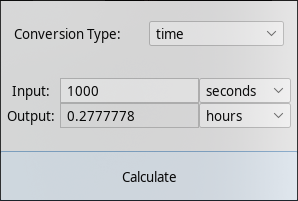 Conversion Type: time
Input: 1000 seconds
Output: 0.2777778 hours
Calculate